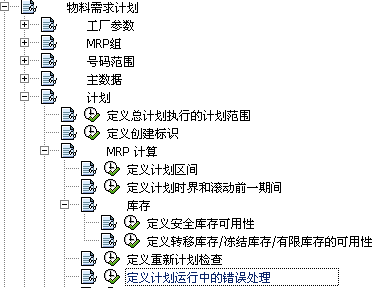 物料需求计划
工厂参数
MRP组
号码范围
主数据
计划
定义总计划执行的计划范围
定义创建标识
MRP 计算
定义计划区间
定义计划时界和滚动前一期间
库存
定义安全库存可用性
定义转移库存/冻结库存/有限库存的可用性
定义重新计划检查
定义计划运行中的错误处理